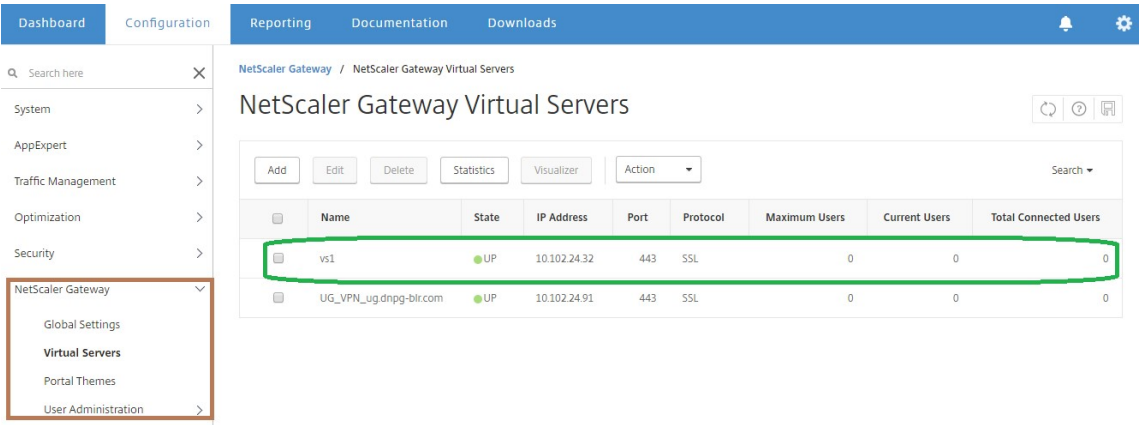 Dashboard Configuration Reporting Documentation Downloads
Search here
NetScaler Gateway / NetScaler Gateway Virtual Servers
NetScaler Gateway Virtual Servers
System
AppExpert
Traffic Management
Optimization
Security
NetScaler Gateway
Global Settings
Virtual Servers
Portal Themes
User Administration
Add Edit Delete Statistics Visualizer Action Search
Name State IP Address Port Protocol Maximum Users Current Users Total Connected Users
vs1 UP 10.102.24.32 443 SSL 0 0 0
UG_VPN_ug.dnpg-blr.com UP 10.102.24.91 443 SSL 0 0 0